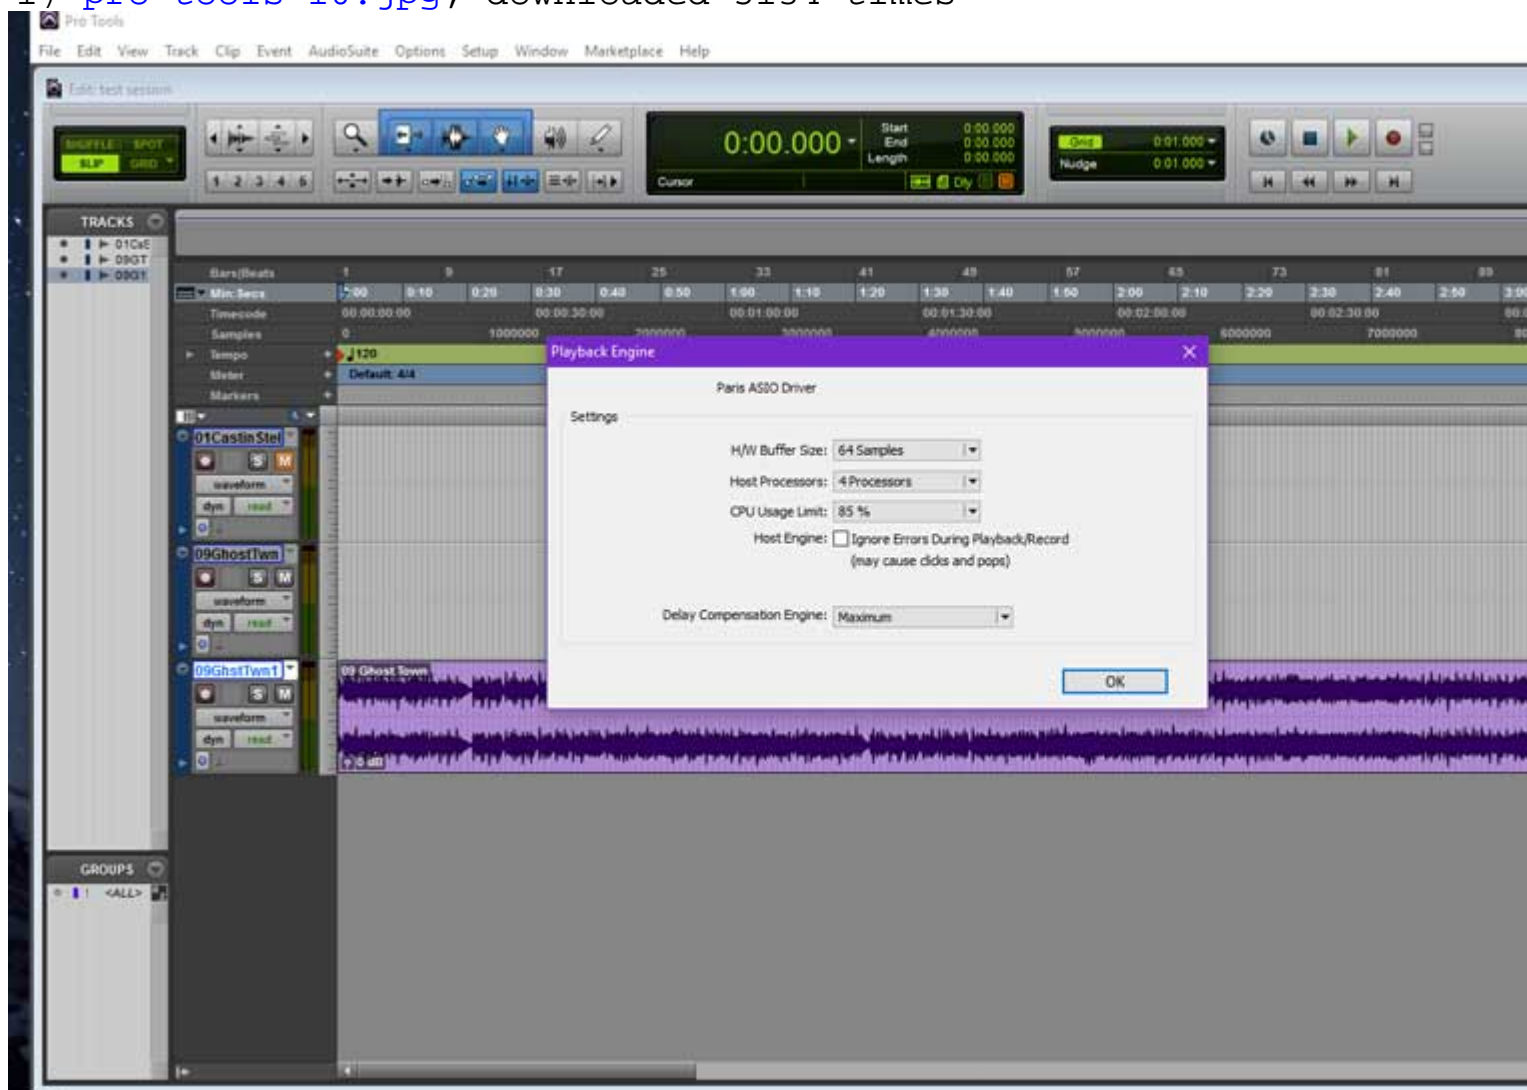 Pro Tools
File Edit View Track Clip Event AudioSuite Options Setup Window Marketplace Help
Edit: test session
SHUFFLE SPOT
SLIP GRID
1 2 3 4 5
0:00.000
Start 0:00.000
End 0:00.000
Length 0:00.000
Cursor
Dly
Grid 0:01.000
Nudge 0:01.000
TRACKS
01CsS
09GT
09G1
Bars|Beats 1 9 17 25 33 41 49 57 65 73 81 89
Min:Secs 0:00 0:10 0:20 0:30 0:40 0:50 1:00 1:10 1:20 1:30 1:40 1:50 2:00 2:10 2:20 2:30 2:40 2:50 3:00
Timecode 00:00:00:00 00:00:30:00 00:01:00:00 00:01:30:00 00:02:00:00 00:02:30:00
Samples 0 1000000 2000000 3000000 4000000 5000000 6000000 7000000
Tempo 120
Meter Default: 4/4
Markers
Playback Engine
Paris ASIO Driver
Settings
H/W Buffer Size: 64 Samples
Host Processors: 4 Processors
CPU Usage Limit: 85 %
Host Engine: Ignore Errors During Playback/Record
(may cause clicks and pops)
Delay Compensation Engine: Maximum
OK
01CastinStel
S M
waveform
dyn read
09GhostTwn
S M
waveform
dyn read
09GhstTwn1
S M
waveform
dyn read
09 Ghost Town
0 dB
GROUPS
! <ALL>